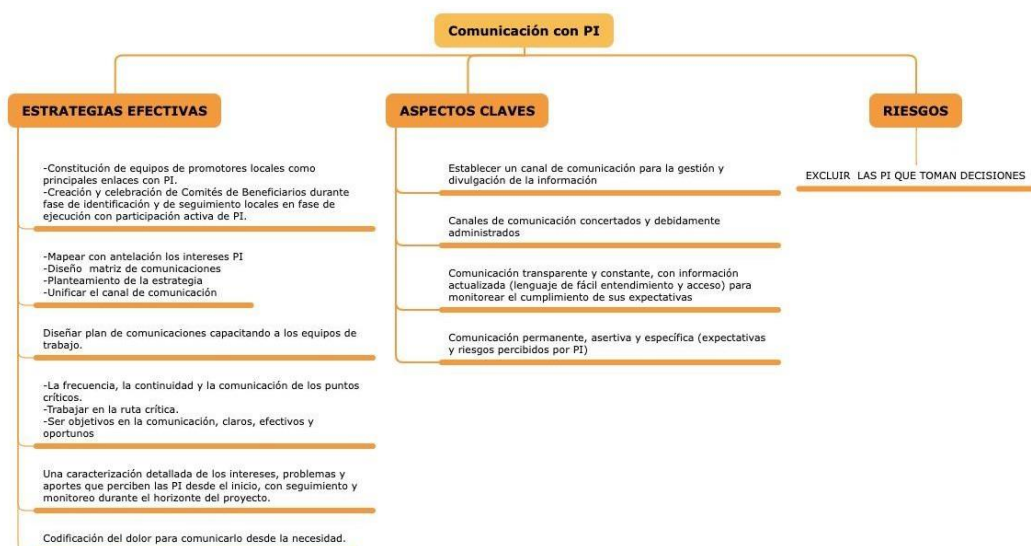 Comunicación con PI
ESTRATEGIAS EFECTIVAS
-Constitución de equipos de promotores locales como
principales enlaces con PI.
-Creación y celebración de Comités de Beneficiarios durante
fase de identificación y de seguimiento locales en fase de
ejecución con participación activa de PI.
-Mapear con antelación los intereses PI
-Diseño matriz de comunicaciones
-Planteamiento de la estrategia
-Unificar el canal de comunicación
Diseñar plan de comunicaciones capacitando a los equipos de
trabajo.
-La frecuencia, la continuidad y la comunicación de los puntos
críticos.
-Trabajar en la ruta crítica.
-Ser objetivos en la comunicación, claros, efectivos y
oportunos
Una caracterización detallada de los intereses, problemas y
aportes que perciben las PI desde el inicio, con seguimiento y
monitoreo durante el horizonte del proyecto.
Codificación del dolor para comunicarlo desde la necesidad.
ASPECTOS CLAVES
Establecer un canal de comunicación para la gestión y
divulgación de la información
Canales de comunicación concertados y debidamente
administrados
Comunicación transparente y constante, con información
actualizada (lenguaje de fácil entendimiento y acceso) para
monitorear el cumplimiento de sus expectativas
Comunicación permanente, asertiva y específica (expectativas
y riesgos percibidos por PI)
RIESGOS
EXCLUIR LAS PI QUE TOMAN DECISIONES